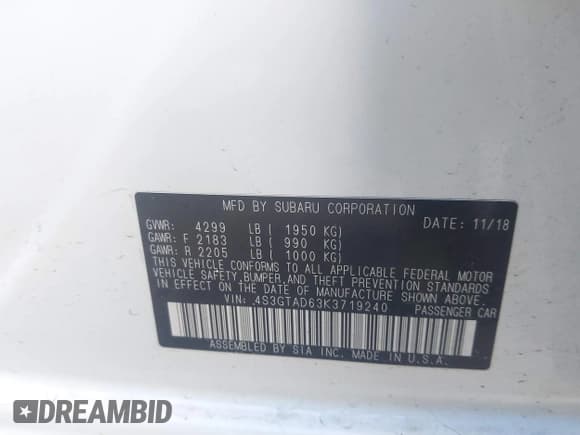 MFD BY SUBARU CORPORATION
DATE: 11/18
GVWR: 4299 LB ( 1950 KG)
GAWR: F 2183 LB ( 990 KG)
GAWR: R 2205 LB ( 1000 KG)
THIS VEHICLE CONFORMS TO ALL APPLICABLE FEDERAL MOTOR
VEHICLE SAFETY,BUMPER,AND THEFT PREVENTION STANDARDS
IN EFFECT ON THE DATE OF MANUFACTURE SHOWN ABOVE.
VIN: 4S3GTAD63K3719240 PASSENGER CAR
ASSEMBLED BY SIA INC. MADE IN U.S.A.
DREAMBID
DREAMBID.COM